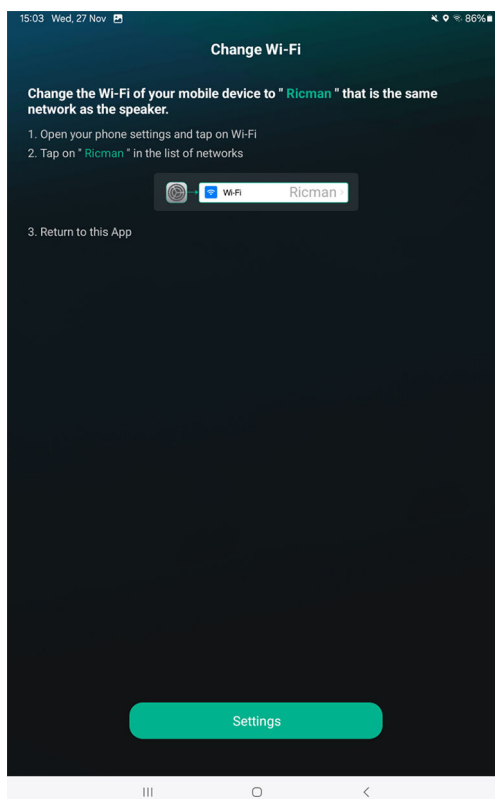 15:03 Wed, 27 Nov 86%
Change Wi-Fi
Change the Wi-Fi of your mobile device to " Ricman " that is the same
network as the speaker.
1. Open your phone settings and tap on Wi-Fi
2. Tap on " Ricman " in the list of networks
Wi-Fi Ricman
3. Return to this App
Settings